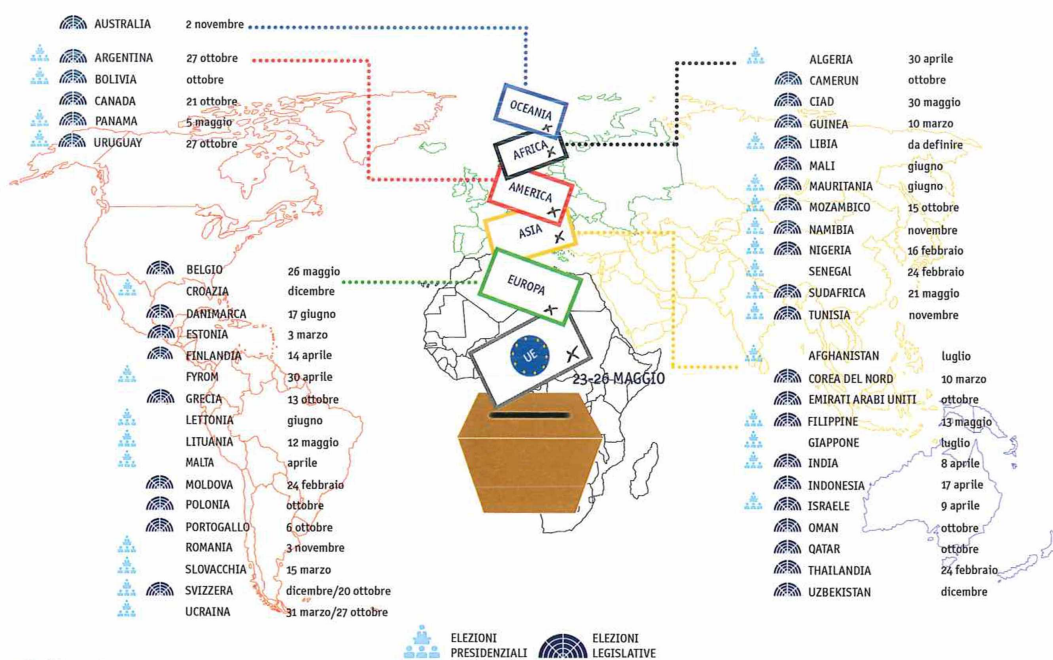 AUSTRALIA 2 novembre
ARGENTINA 27 ottobre
BOLIVIA ottobre
CANADA 21 ottobre
PANAMA 5 maggio
URUGUAY 27 ottobre
OCEANIA
AFRICA
AMERICA
ASIA
EUROPA
UE
23-26 MAGGIO
ALGERIA 30 aprile
CAMERUN ottobre
CIAD 30 maggio
GUINEA 10 marzo
LIBIA da definire
MALI giugno
MAURITANIA giugno
MOZAMBICO 15 ottobre
NAMIBIA novembre
NIGERIA 16 febbraio
SENEGAl 24 febbraio
SUDAFRICA 21 maggio
TUNISIA novembre
BELGIO 26 maggio
CROAZIA dicembre
DANIMARCA 17 giugno
ESTONIA 3 marzo
FINLANDIA 14 aprile
FYROM 30 aprile
GRECIA 13 ottobre
LETTONIA giugno
LITUANIA 12 maggio
MALTA aprile
MOLDOVA 24 febbraio
POLONIA ottobre
PORTOGALLO 6 ottobre
ROMANIA 3 novembre
SLOVACCHIA 15 marzo
SVIZZERA dicembre/20 ottobre
UCRAINA 31 marzo/27 ottobre
AFGHANISTAN luglio
COREA DEL NORD 10 marzo
EMIRATI ARABI UNITI ottobre
FILIPPINE 13 maggio
GIAPPONE luglio
INDIA 8 aprile
INDONESIA 17 aprile
ISRAELE 9 aprile
OMAN ottobre
QATAR ottobre
THAILANDIA 24 febbraio
UZBEKISTAN dicembre
ELEZIONI
PRESIDENZIALI
ELEZIONI
LEGISLATIVE